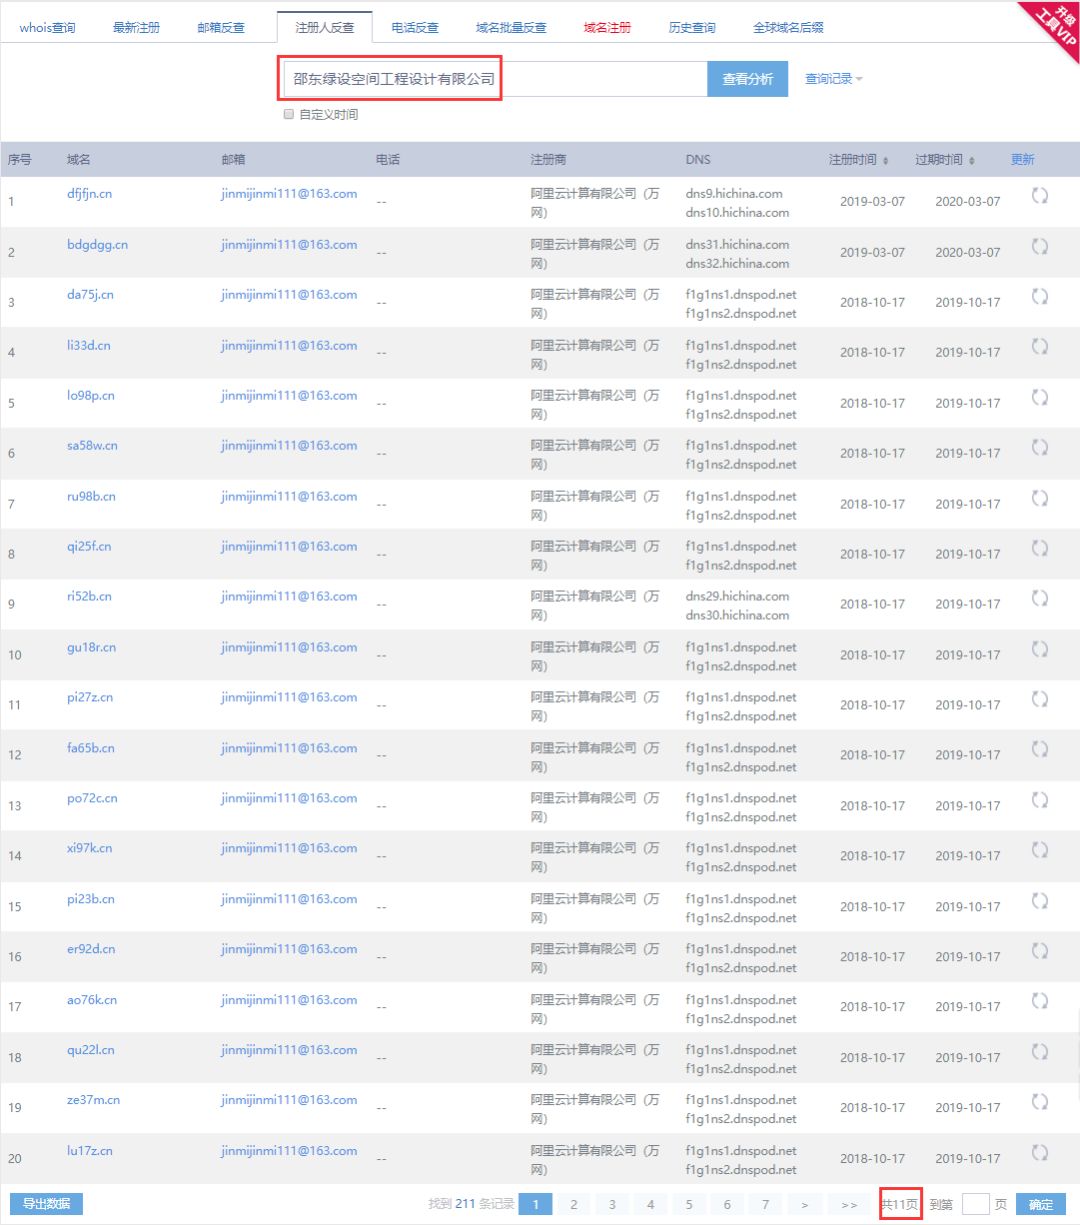 whois查询 最新注册 邮箱反查 注册人反查 电话反查 域名批量反查 域名注册 历史查询 全球域名后缀
升级
工具VIP
邵东绿设空间工程设计有限公司 查看分析 查询记录
自定义时间
序号 域名 邮箱 电话 注册商 DNS 注册时间 过期时间 更新
1 dfjfjn.cn jinmijinmi111@163.com -- 阿里云计算有限公司（万 dns9.hichina.com 2019-03-07 2020-03-07
网） dns10.hichina.com
2 bdgdgg.cn jinmijinmi111@163.com -- 阿里云计算有限公司（万 dns31.hichina.com 2019-03-07 2020-03-07
网） dns32.hichina.com
3 da75j.cn jinmijinmi111@163.com -- 阿里云计算有限公司（万 f1g1ns1.dnspod.net 2018-10-17 2019-10-17
网） f1g1ns2.dnspod.net
4 li33d.cn jinmijinmi111@163.com -- 阿里云计算有限公司（万 f1g1ns1.dnspod.net 2018-10-17 2019-10-17
网） f1g1ns2.dnspod.net
5 lo98p.cn jinmijinmi111@163.com -- 阿里云计算有限公司（万 f1g1ns1.dnspod.net 2018-10-17 2019-10-17
网） f1g1ns2.dnspod.net
6 sa58w.cn jinmijinmi111@163.com -- 阿里云计算有限公司（万 f1g1ns1.dnspod.net 2018-10-17 2019-10-17
网） f1g1ns2.dnspod.net
7 ru98b.cn jinmijinmi111@163.com -- 阿里云计算有限公司（万 f1g1ns1.dnspod.net 2018-10-17 2019-10-17
网） f1g1ns2.dnspod.net
8 qi25f.cn jinmijinmi111@163.com -- 阿里云计算有限公司（万 f1g1ns1.dnspod.net 2018-10-17 2019-10-17
网） f1g1ns2.dnspod.net
9 ri52b.cn jinmijinmi111@163.com -- 阿里云计算有限公司（万 dns29.hichina.com 2018-10-17 2019-10-17
网） dns30.hichina.com
10 gu18r.cn jinmijinmi111@163.com -- 阿里云计算有限公司（万 f1g1ns1.dnspod.net 2018-10-17 2019-10-17
网） f1g1ns2.dnspod.net
11 pi27z.cn jinmijinmi111@163.com -- 阿里云计算有限公司（万 f1g1ns1.dnspod.net 2018-10-17 2019-10-17
网） f1g1ns2.dnspod.net
12 fa65b.cn jinmijinmi111@163.com -- 阿里云计算有限公司（万 f1g1ns1.dnspod.net 2018-10-17 2019-10-17
网） f1g1ns2.dnspod.net
13 po72c.cn jinmijinmi111@163.com -- 阿里云计算有限公司（万 f1g1ns1.dnspod.net 2018-10-17 2019-10-17
网） f1g1ns2.dnspod.net
14 xi97k.cn jinmijinmi111@163.com -- 阿里云计算有限公司（万 f1g1ns1.dnspod.net 2018-10-17 2019-10-17
网） f1g1ns2.dnspod.net
15 pi23b.cn jinmijinmi111@163.com -- 阿里云计算有限公司（万 f1g1ns1.dnspod.net 2018-10-17 2019-10-17
网） f1g1ns2.dnspod.net
16 er92d.cn jinmijinmi111@163.com -- 阿里云计算有限公司（万 f1g1ns1.dnspod.net 2018-10-17 2019-10-17
网） f1g1ns2.dnspod.net
17 ao76k.cn jinmijinmi111@163.com -- 阿里云计算有限公司（万 f1g1ns1.dnspod.net 2018-10-17 2019-10-17
网） f1g1ns2.dnspod.net
18 qu22l.cn jinmijinmi111@163.com -- 阿里云计算有限公司（万 f1g1ns1.dnspod.net 2018-10-17 2019-10-17
网） f1g1ns2.dnspod.net
19 ze37m.cn jinmijinmi111@163.com -- 阿里云计算有限公司（万 f1g1ns1.dnspod.net 2018-10-17 2019-10-17
网） f1g1ns2.dnspod.net
20 lu17z.cn jinmijinmi111@163.com -- 阿里云计算有限公司（万 f1g1ns1.dnspod.net 2018-10-17 2019-10-17
网） f1g1ns2.dnspod.net
导出数据 找到 211 条记录 1 2 3 4 5 6 7 > >> 共11页 到第 页 确定